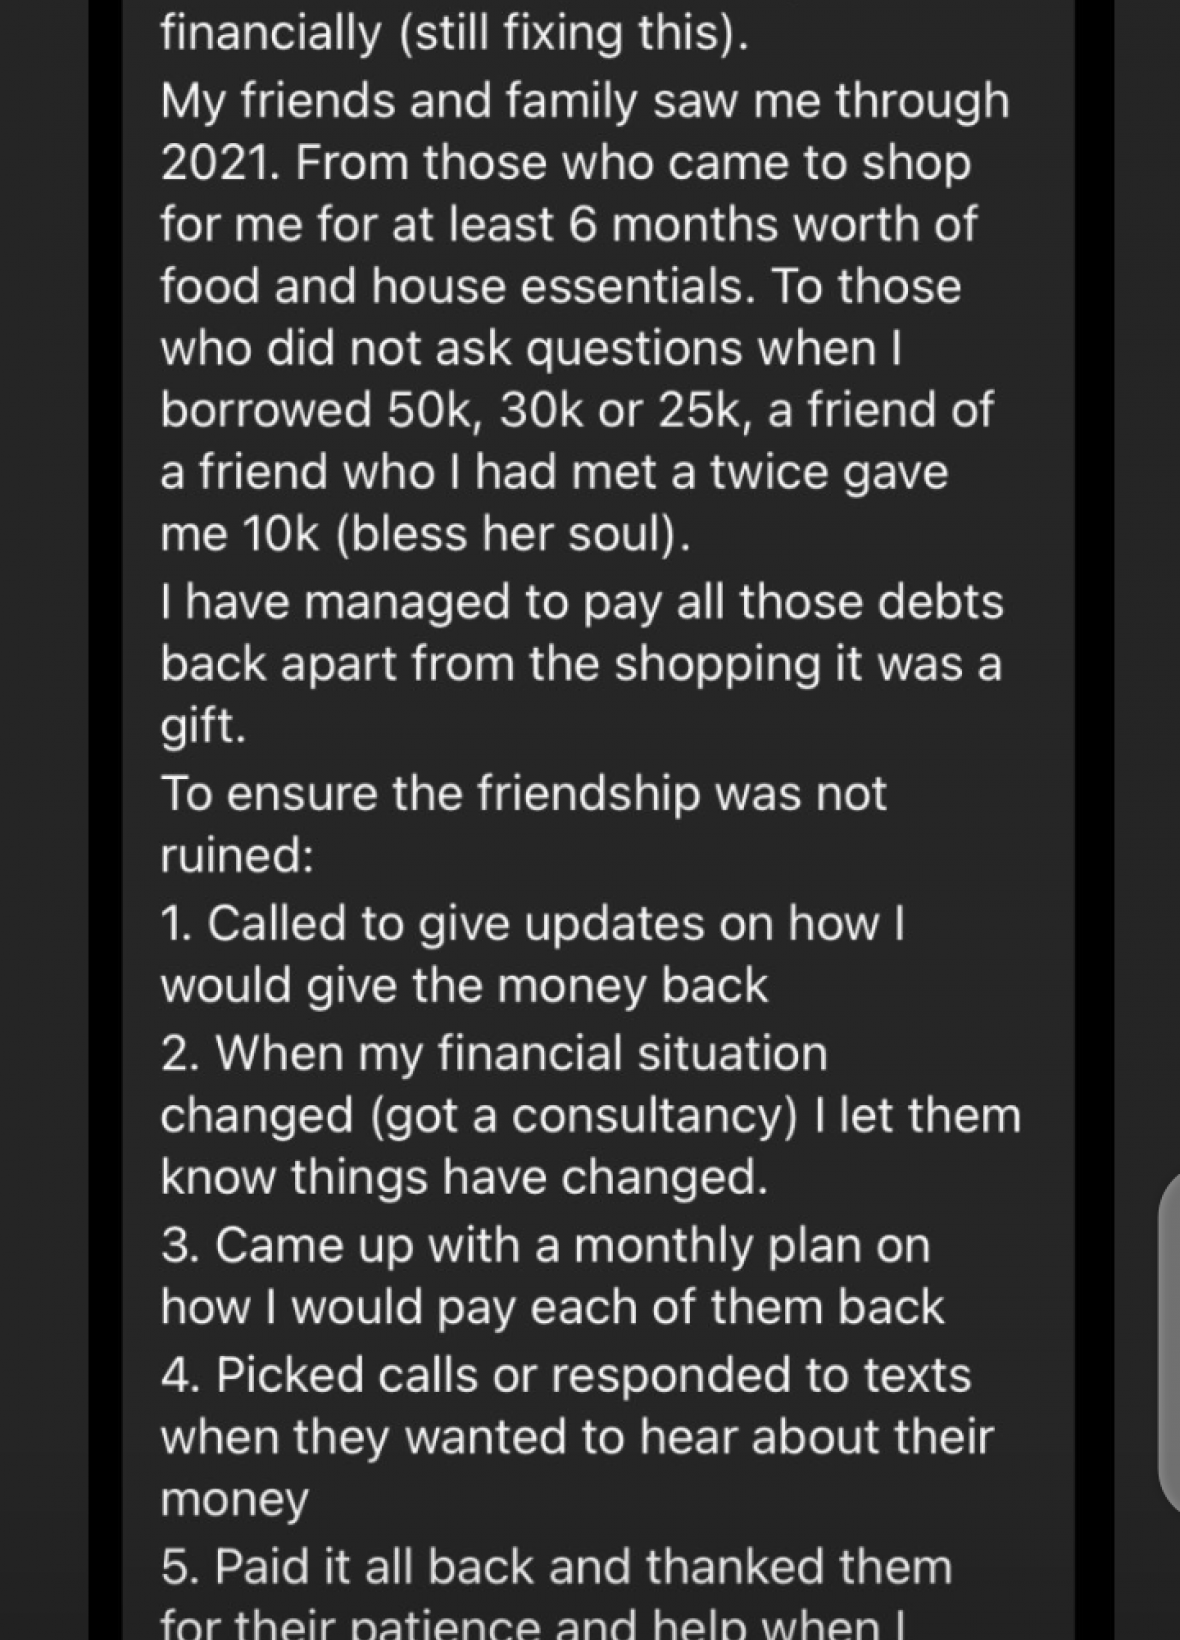 financially (still fixing this).
My friends and family saw me through
2021. From those who came to shop
for me for at least 6 months worth of
food and house essentials. To those
who did not ask questions when I
borrowed 50k, 30k or 25k, a friend of
a friend who I had met a twice gave
me 10k (bless her soul).
I have managed to pay all those debts
back apart from the shopping it was a
gift.
To ensure the friendship was not
ruined:
1. Called to give updates on how I
would give the money back
2. When my financial situation
changed (got a consultancy) I let them
know things have changed.
3. Came up with a monthly plan on
how I would pay each of them back
4. Picked calls or responded to texts
when they wanted to hear about their
money
5. Paid it all back and thanked them
for their patience and help when I